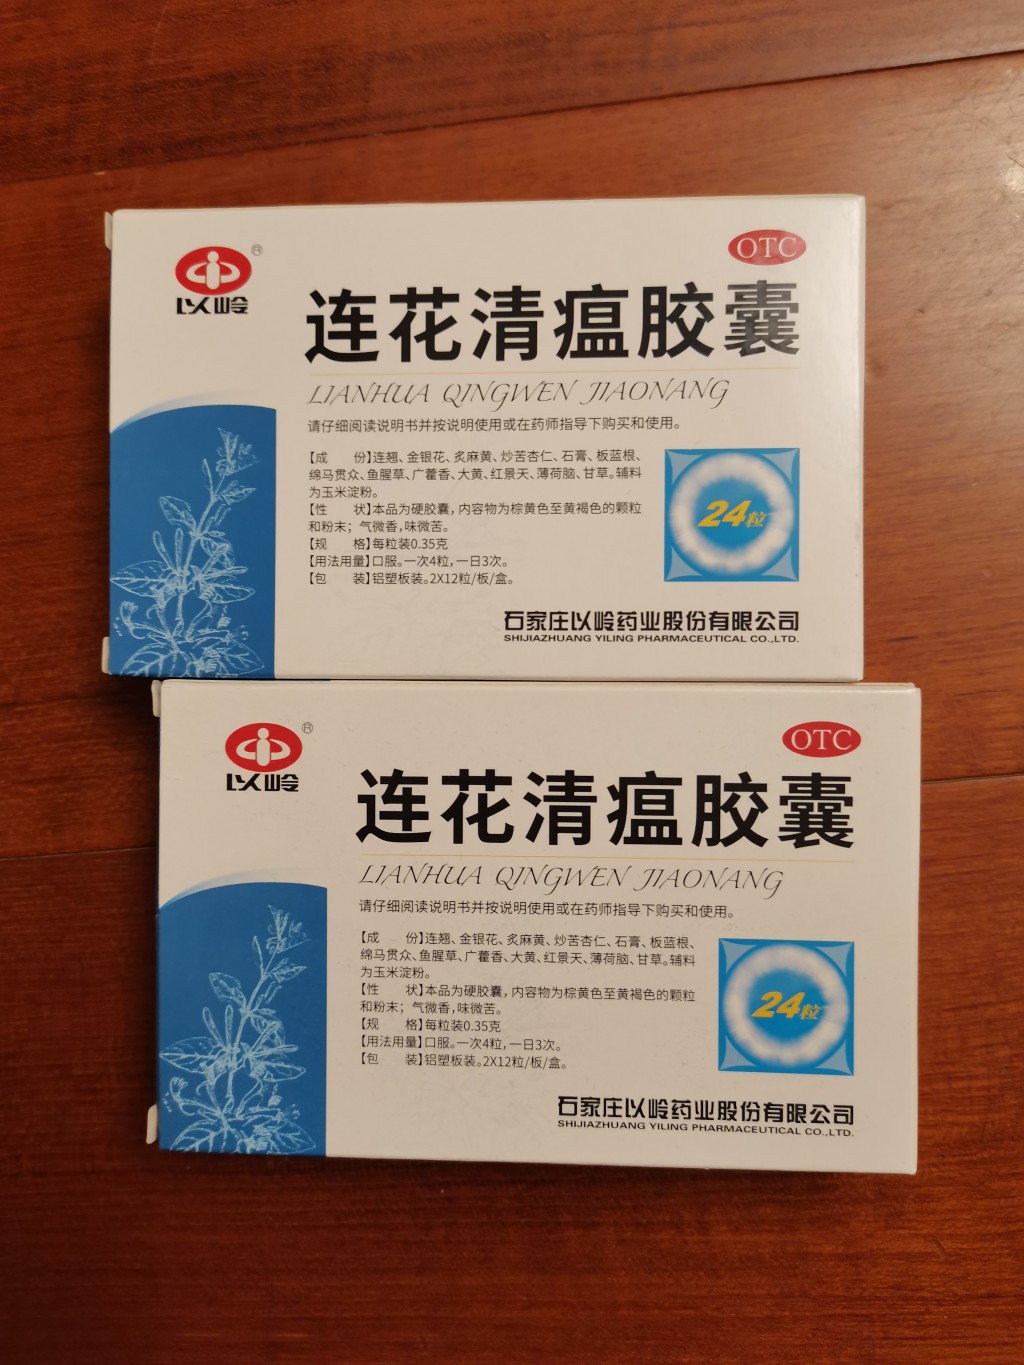 OTC
®
以岭
连花清瘟胶囊
LIANHUA QINGWEN JIAONANG
请仔细阅读说明书并按说明使用或在药师指导下购买和使用。
【成 份】连翘、金银花、炙麻黄、炒苦杏仁、石膏、板蓝根、
绵马贯众、鱼腥草、广藿香、大黄、红景天、薄荷脑、甘草。辅料
为玉米淀粉。
【性 状】本品为硬胶囊，内容物为棕黄色至黄褐色的颗粒
和粉末；气微香，味微苦。
【规 格】每粒装0.35克
【用法用量】口服。一次4粒，一日3次。
【包 装】铝塑板装。2X12粒/板/盒。
24粒
石家庄以岭药业股份有限公司
SHIJIAZHUANG YILING PHARMACEUTICAL CO.,LTD.
OTC
®
以岭
连花清瘟胶囊
LIANHUA QINGWEN JIAONANG
请仔细阅读说明书并按说明使用或在药师指导下购买和使用。
【成 份】连翘、金银花、炙麻黄、炒苦杏仁、石膏、板蓝根、
绵马贯众、鱼腥草、广藿香、大黄、红景天、薄荷脑、甘草。辅料
为玉米淀粉。
【性 状】本品为硬胶囊，内容物为棕黄色至黄褐色的颗粒
和粉末；气微香，味微苦。
【规 格】每粒装0.35克
【用法用量】口服。一次4粒，一日3次。
【包 装】铝塑板装。2X12粒/板/盒。
24粒
石家庄以岭药业股份有限公司
SHIJIAZHUANG YILING PHARMACEUTICAL CO.,LTD.